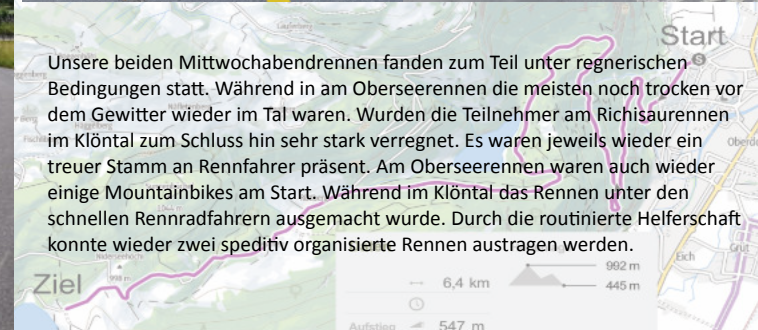 Start
Unsere beiden Mittwochabendrennen fanden zum Teil unter regnerischen
Bedingungen statt. Während in am Oberseerennen die meisten noch trocken vor
dem Gewitter wieder im Tal waren. Wurden die Teilnehmer am Richisaurennen
im Klöntal zum Schluss hin sehr stark verregnet. Es waren jeweils wieder ein
treuer Stamm an Rennfahrer präsent. Am Oberseerennen waren auch wieder
einige Mountainbikes am Start. Während im Klöntal das Rennen unter den
schnellen Rennradfahrern ausgemacht wurde. Durch die routinierte Helferschaft
konnte wieder zwei speditiv organisierte Rennen austragen werden.
Eich
Ziel
998 m
6,4 km
992 m
445 m
Aufstieg 547 m